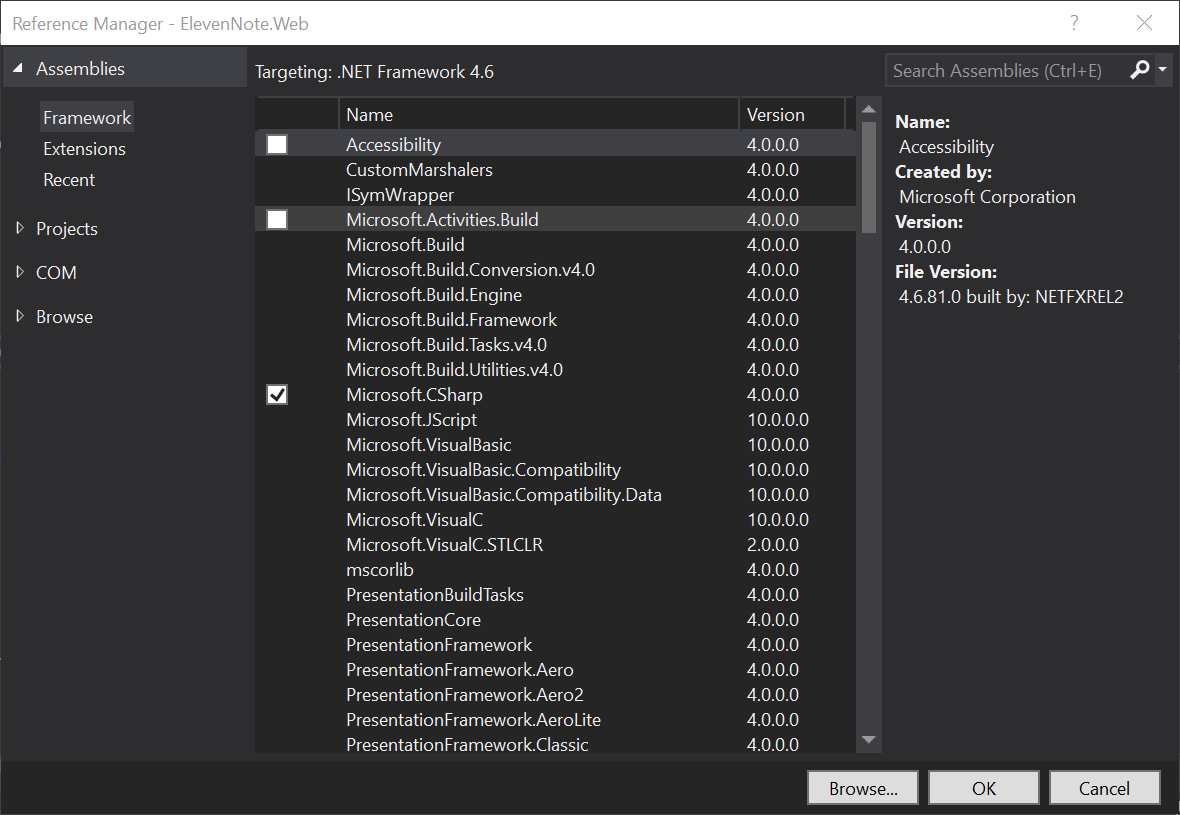 Reference Manager - ElevenNote.Web
?
Assemblies
Framework
Extensions
Recent
Projects
COM
Browse
Targeting: .NET Framework 4.6
Name Version
Accessibility 4.0.0.0
CustomMarshalers 4.0.0.0
ISymWrapper 4.0.0.0
Microsoft.Activities.Build 4.0.0.0
Microsoft.Build 4.0.0.0
Microsoft.Build.Conversion.v4.0 4.0.0.0
Microsoft.Build.Engine 4.0.0.0
Microsoft.Build.Framework 4.0.0.0
Microsoft.Build.Tasks.v4.0 4.0.0.0
Microsoft.Build.Utilities.v4.0 4.0.0.0
Microsoft.CSharp 4.0.0.0
Microsoft.JScript 10.0.0.0
Microsoft.VisualBasic 10.0.0.0
Microsoft.VisualBasic.Compatibility 10.0.0.0
Microsoft.VisualBasic.Compatibility.Data 10.0.0.0
Microsoft.VisualC 10.0.0.0
Microsoft.VisualC.STLCLR 2.0.0.0
mscorlib 4.0.0.0
PresentationBuildTasks 4.0.0.0
PresentationCore 4.0.0.0
PresentationFramework 4.0.0.0
PresentationFramework.Aero 4.0.0.0
PresentationFramework.Aero2 4.0.0.0
PresentationFramework.AeroLite 4.0.0.0
PresentationFramework.Classic 4.0.0.0
Search Assemblies (Ctrl+E)
Name:
Accessibility
Created by:
Microsoft Corporation
Version:
4.0.0.0
File Version:
4.6.81.0 built by: NETFXREL2
Browse...
OK
Cancel